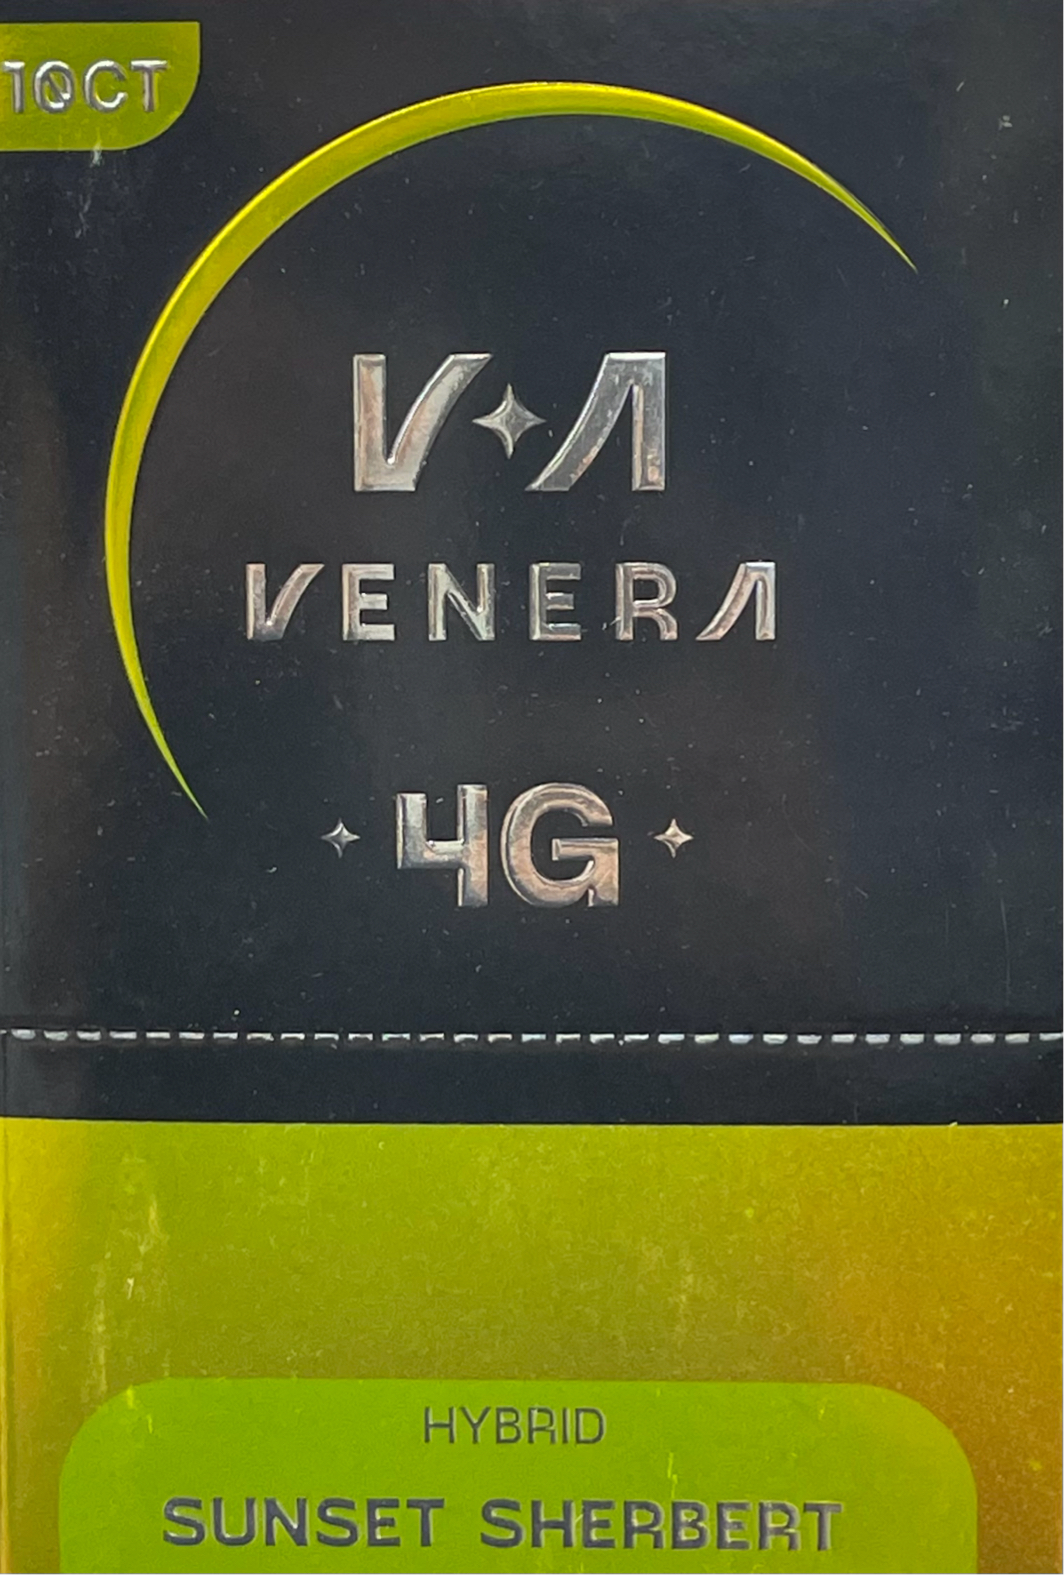 10CT
VA
VENERA
4G
HYBRID
SUNSET SHERBERT